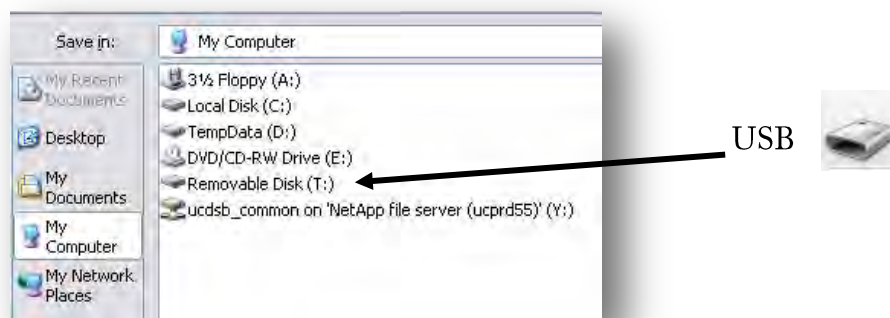 Save in:
My Computer
My Recent
Documents
Desktop
My
Documents
My
Computer
My Network
Places
3½ Floppy (A:)
Local Disk (C:)
TempData (D:)
DVD/CD-RW Drive (E:)
Removable Disk (T:)
ucdsb_common on 'NetApp file server (ucprd55)' (Y:)
USB